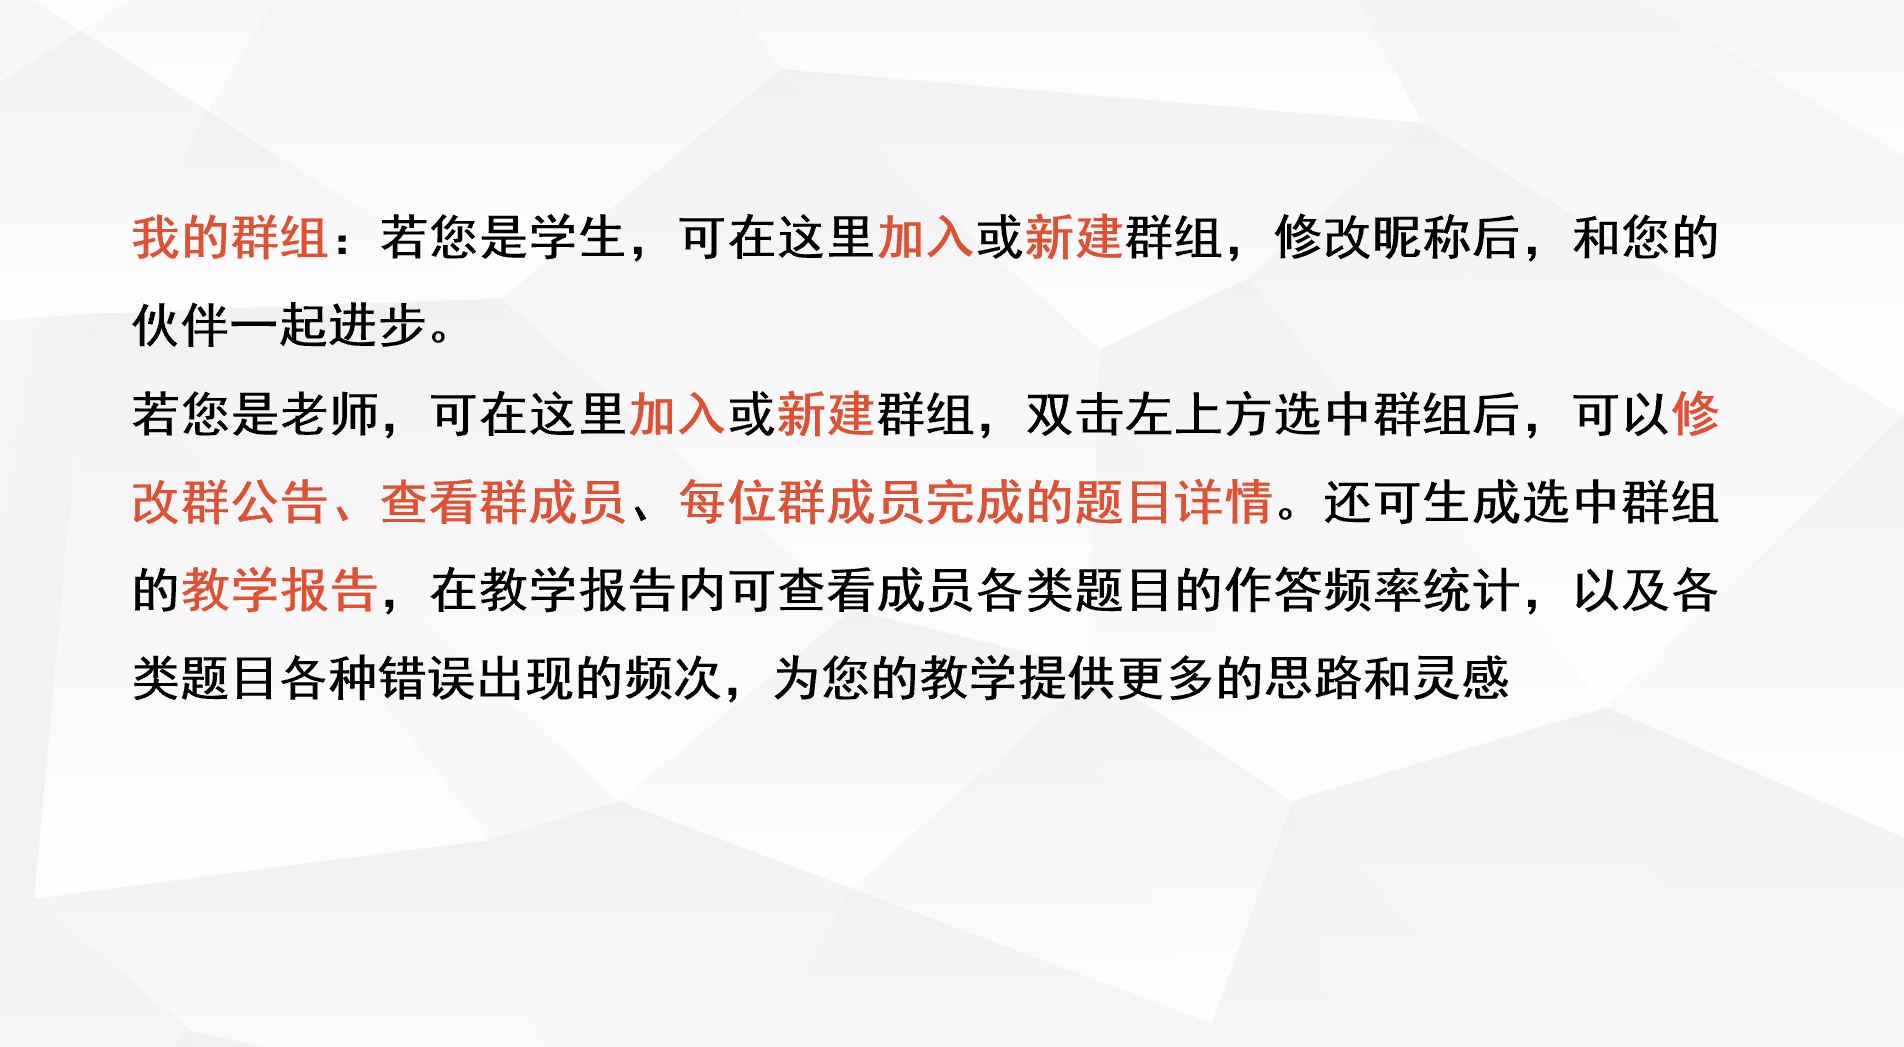 我的群组：若您是学生，可在这里加入或新建群组，修改昵称后，和您的
伙伴一起进步。
若您是老师，可在这里加入或新建群组，双击左上方选中群组后，可以修
改群公告、查看群成员、每位群成员完成的题目详情。还可生成选中群组
的教学报告，在教学报告内可查看成员各类题目的作答频率统计，以及各
类题目各种错误出现的频次，为您的教学提供更多的思路和灵感